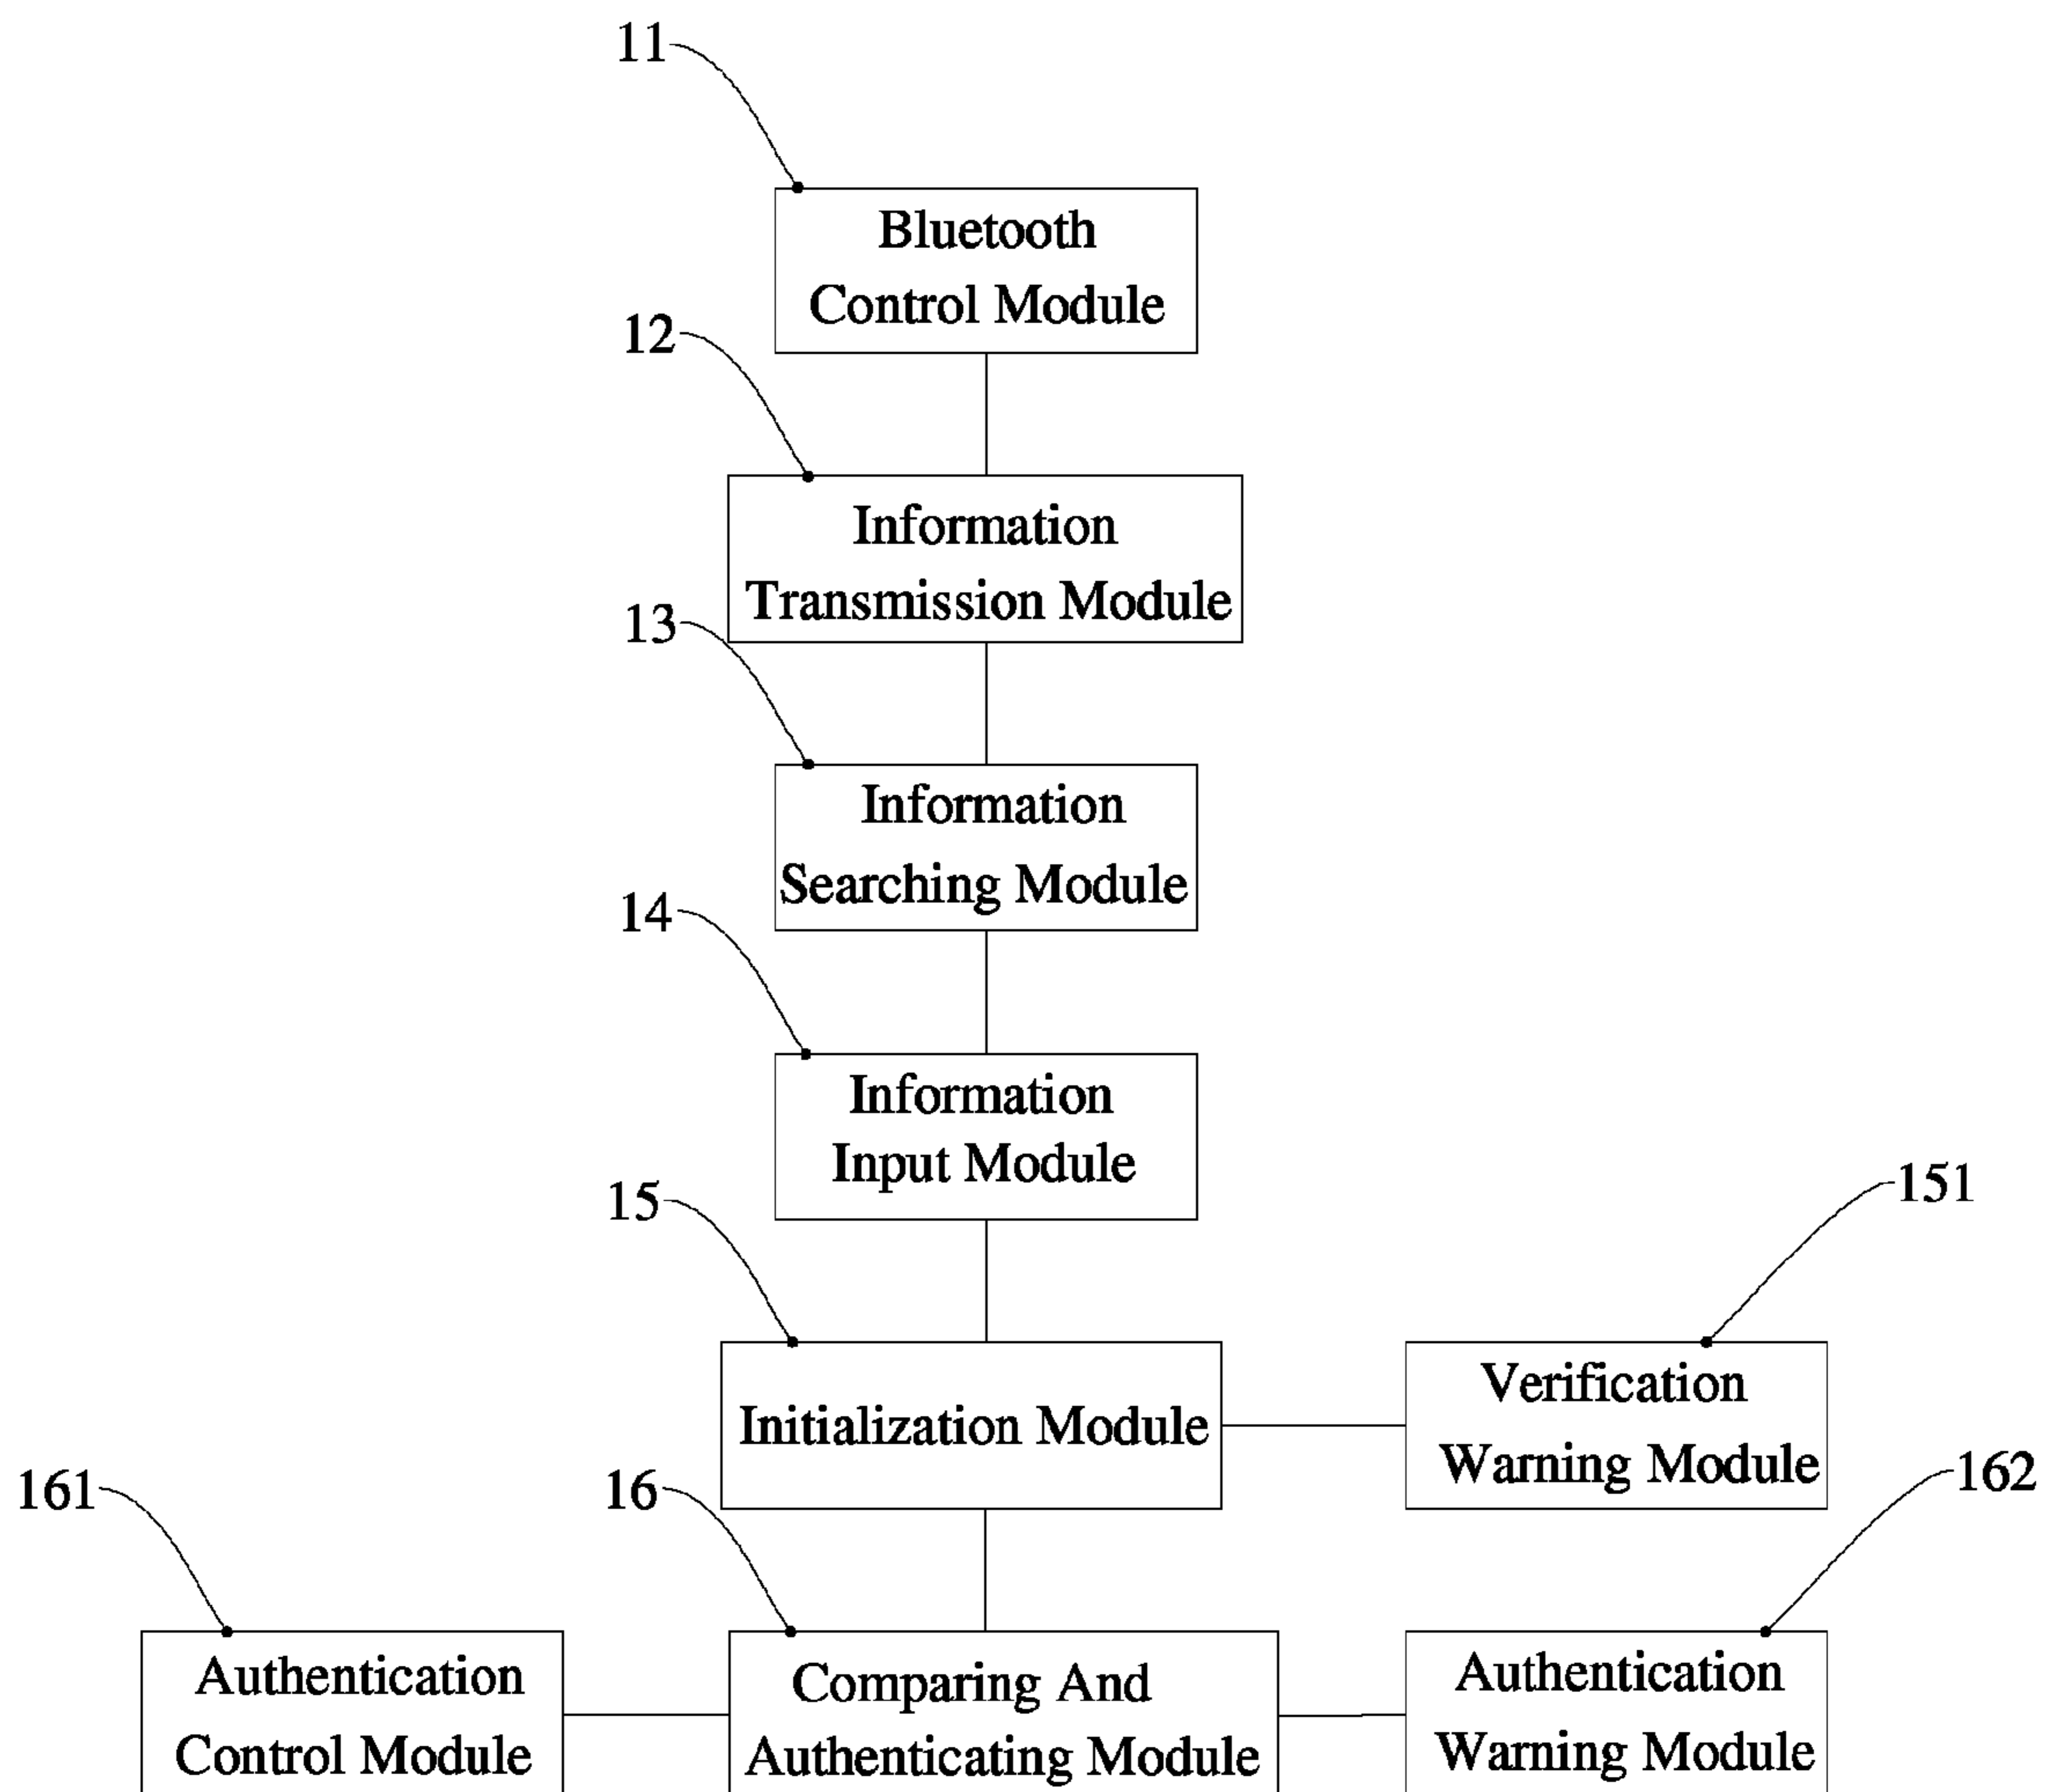 11
Bluetooth
Control Module
12
Information
Transmission Module
13
Information
Searching Module
14
Information
Input Module
15
151
Initialization Module
Verification
Warning Module
161
16
162
Authentication
Control Module
Comparing And
Authenticating Module
Authentication
Warning Module